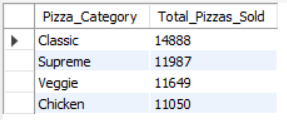 Pizza_Category Total_Pizzas_Sold
Classic 14888
Supreme 11987
Veggie 11649
Chicken 11050